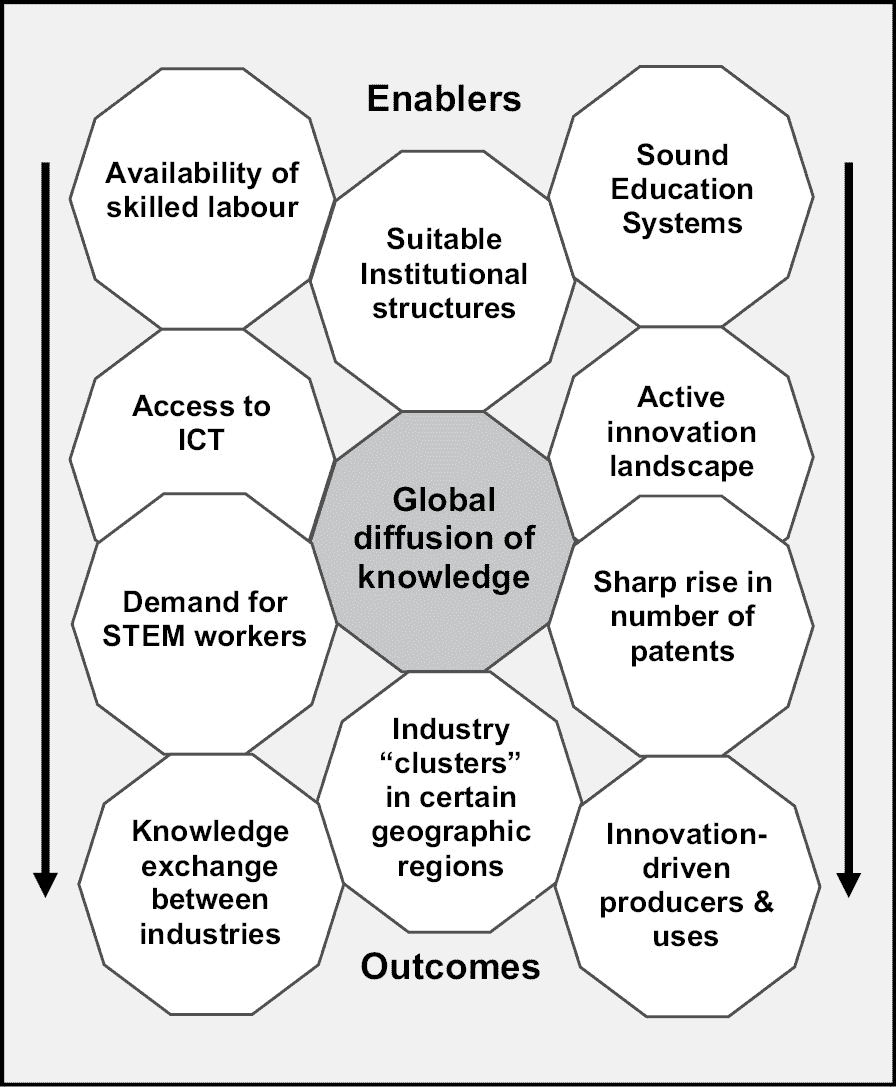 Enablers
Availability of
skilled labour
Suitable
Institutional
structures
Sound
Education
Systems
Access to
ICT
Global
diffusion of
knowledge
Active
innovation
landscape
Demand for
STEM workers
Sharp rise in
number of
patents
Knowledge
exchange
between
industries
Industry
“clusters”
in certain
geographic
regions
Innovation-
driven
producers &
uses
Outcomes